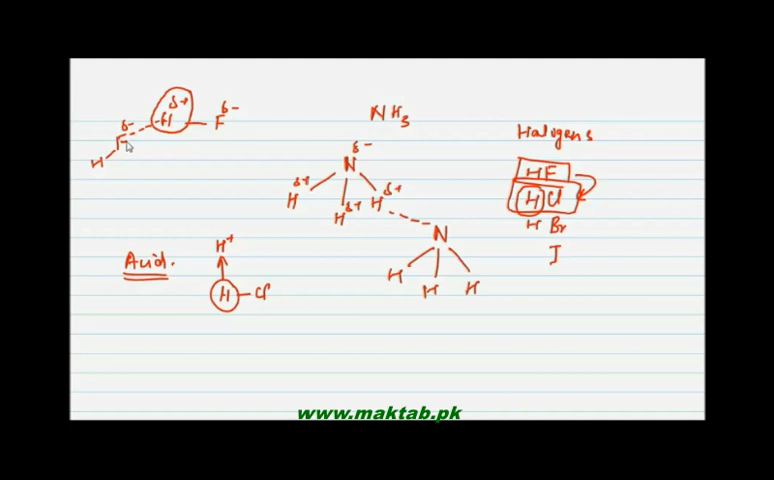 δ+
δ-
H
F
δ-
F
H
NH3
δ-
N
δ+
H
δ+
H
δ+
H
N
H H H
Halogens
HF
HCl
H Br
I
Acid.
H+
H-Cl
www.maktab.pk